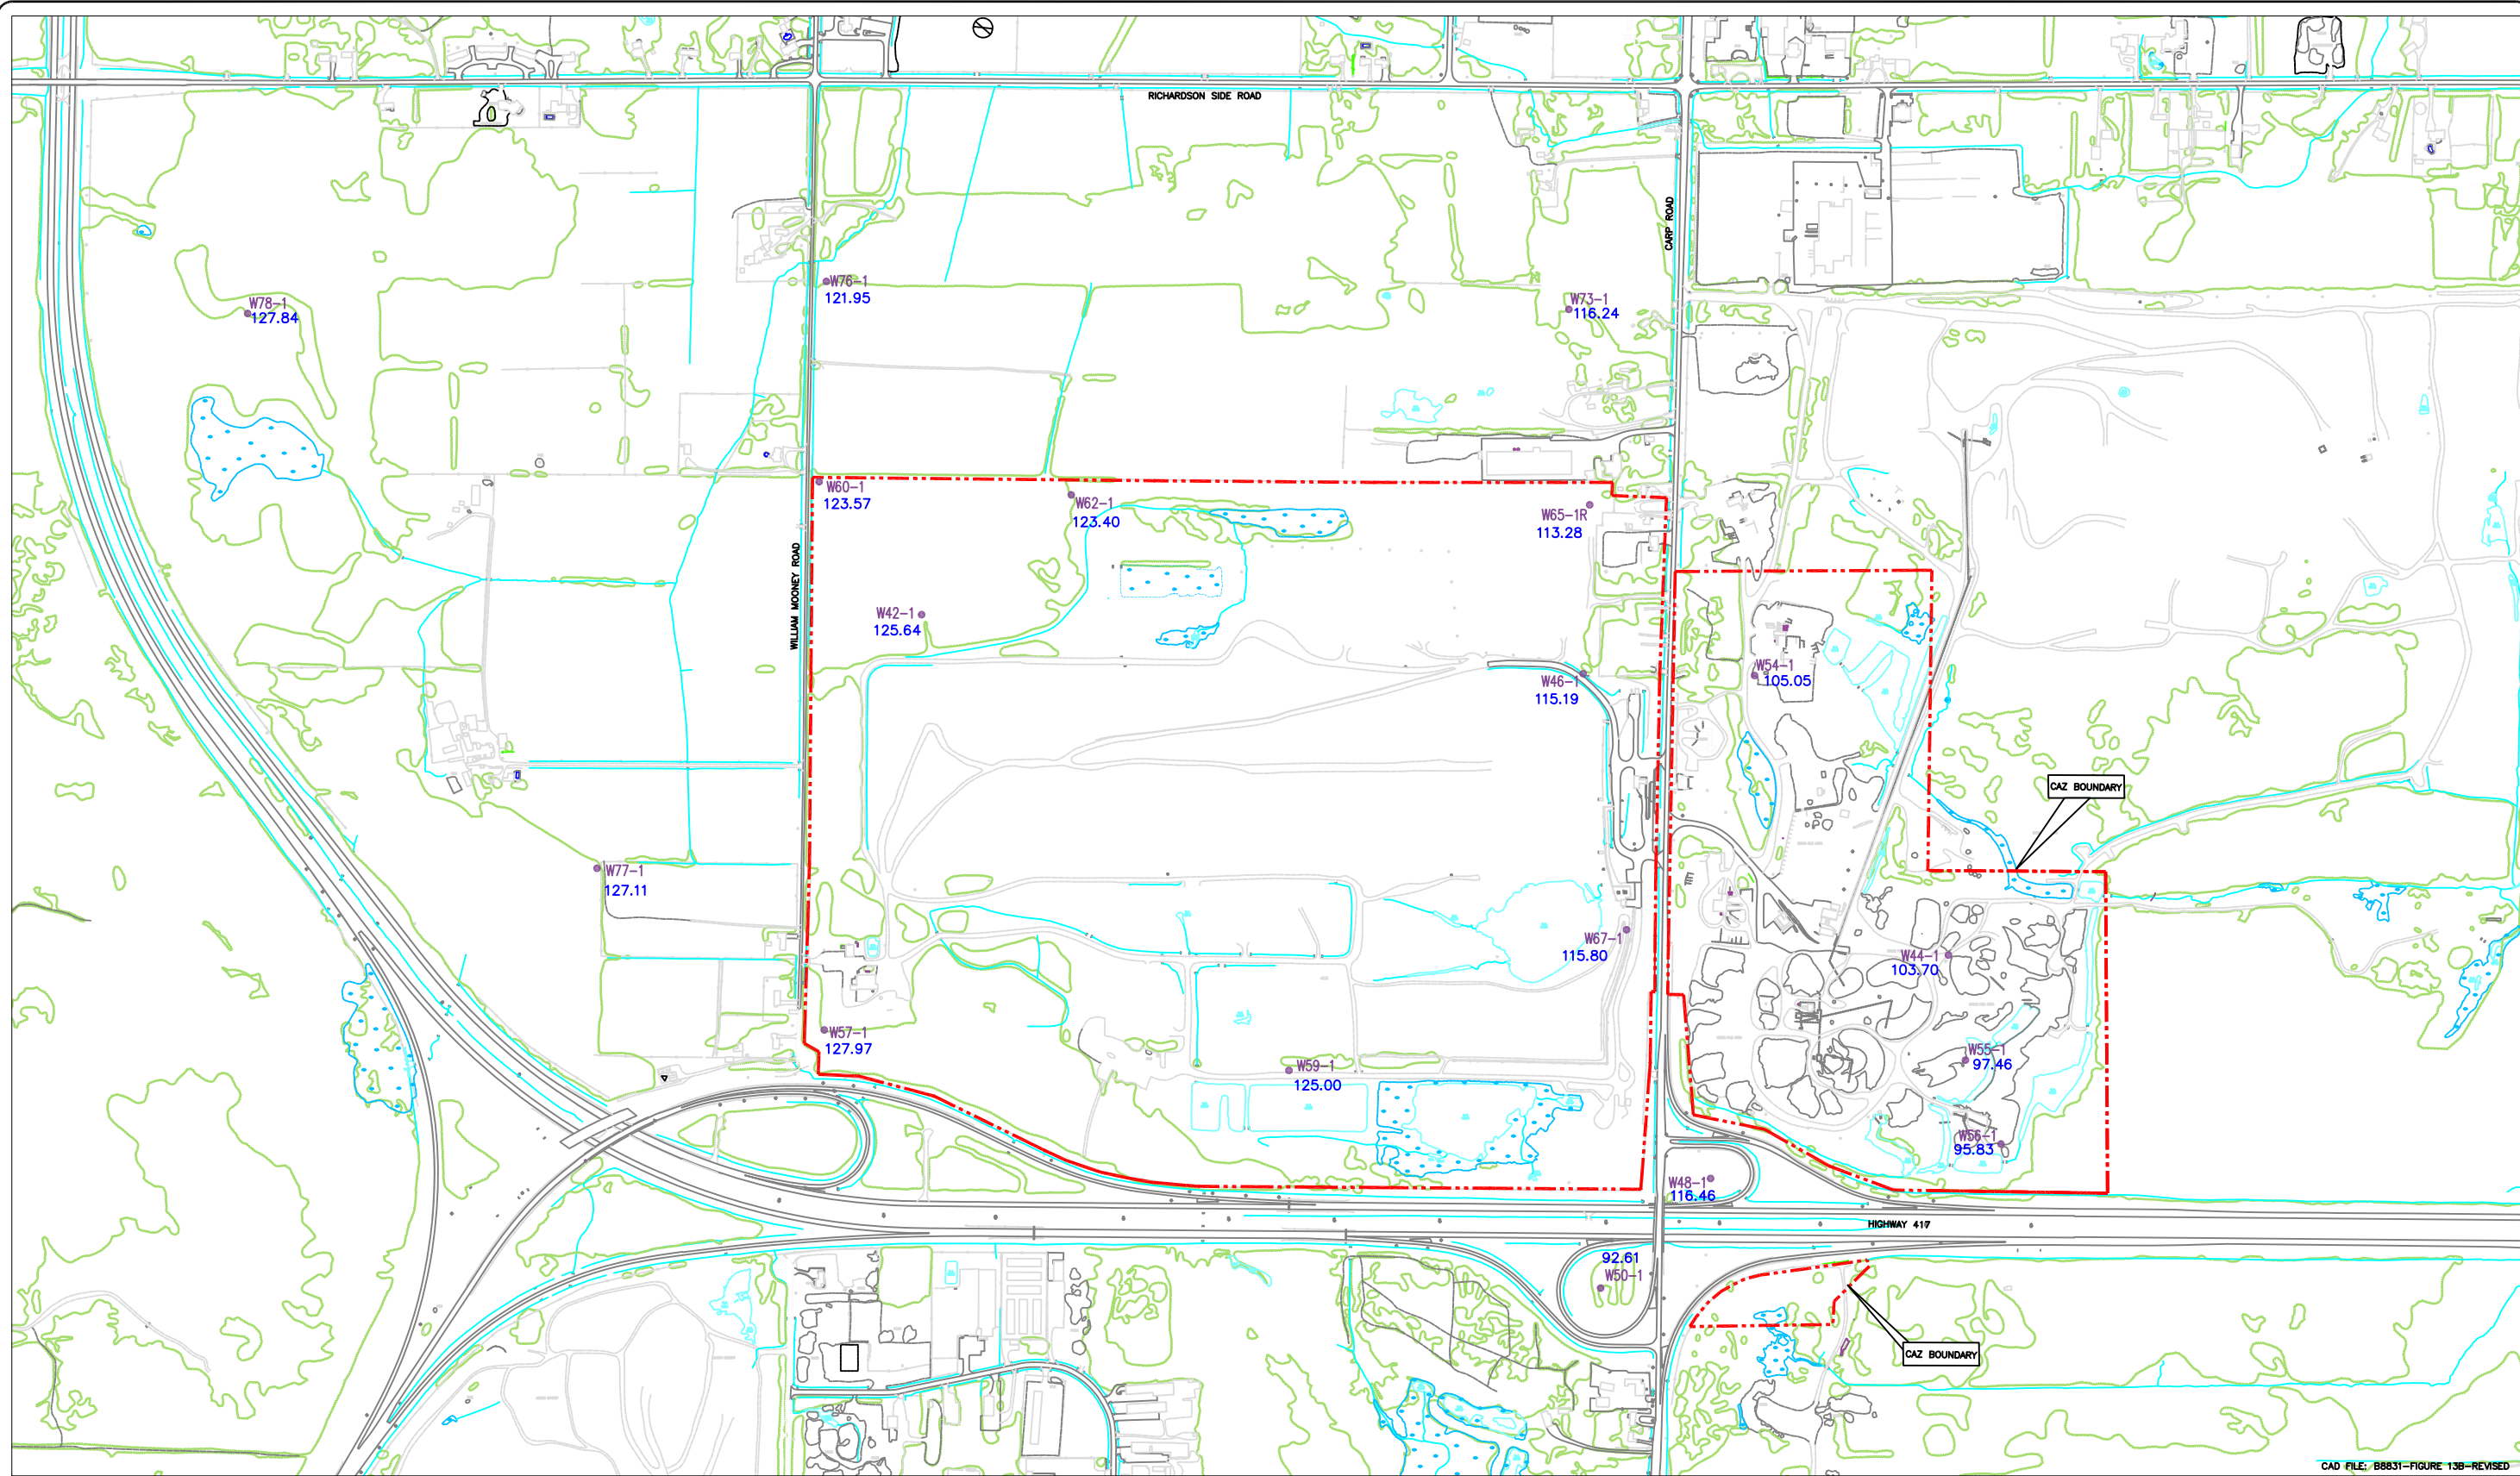 RICHARDSON SIDE ROAD
CARP ROAD
W76-1
121.95
W78-1
127.84
W73-1
116.24
W60-1
123.57
W62-1
123.40
W65-1R
113.28
WILLIAM MOONEY ROAD
W42-1
125.64
W54-1
105.05
W46-1
115.19
CAZ BOUNDARY
W77-1
127.11
W67-1
115.80
W44-1
103.70
W57-1
127.97
W59-1
125.00
W55-1
97.46
W56-1
95.83
W48-1
116.46
HIGHWAY 417
92.61
W50-1
CAZ BOUNDARY
CAD FILE: B8831-FIGURE 13B-REVISED